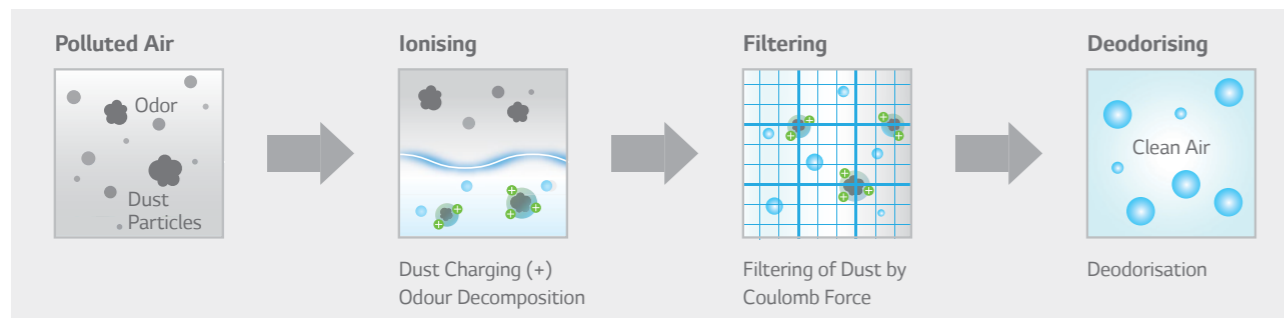 Polluted Air
Ionising
Filtering
Deodorising
Odor
Dust
Particles
Clean Air
Dust Charging (+)
Odour Decomposition
Filtering of Dust by
Coulomb Force
Deodorisation